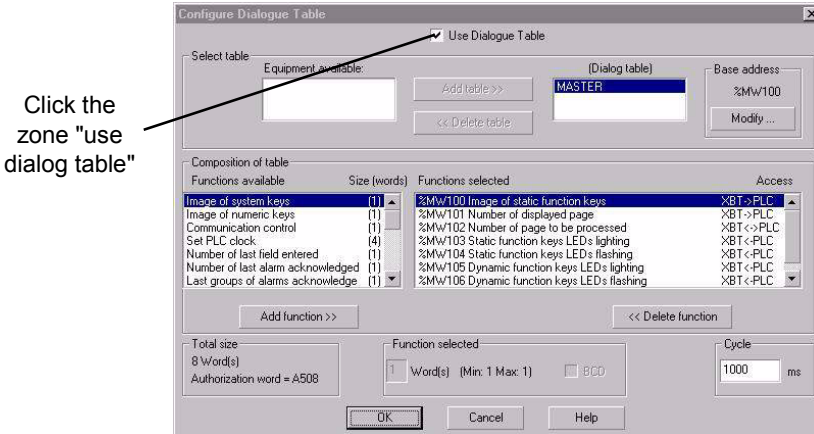 Configure Dialogue Table
Use Dialogue Table
Select table
Equipment available:
(Dialog table)
Base address
Add table >>
MASTER
%MW100
<< Delete table
Modify ...
Click the
zone "use
dialog table"
Composition of table
Functions available Size (words) Functions selected Access
Image of system keys (1) %MW100 Image of static function keys XBT->PLC
Image of numeric keys (1) %MW101 Number of displayed page XBT->PLC
Communication control (1) %MW102 Number of page to be processed XBT<->PLC
Set PLC clock (4) %MW103 Static function keys LEDs lighting XBT<-PLC
Number of last field entered (1) %MW104 Static function keys LEDs flashing XBT<-PLC
Number of last alarm acknowledged (1) %MW105 Dynamic function keys LEDs lighting XBT<-PLC
Last groups of alarms acknowledge (1) %MW106 Dynamic function keys LEDs flashing XBT<-PLC
Add function >> << Delete function
Total size Function selected Cycle
8 Word(s)
1 Word(s) (Min: 1 Max: 1) BCD 1000 ms
Authorization word = A508
OK Cancel Help